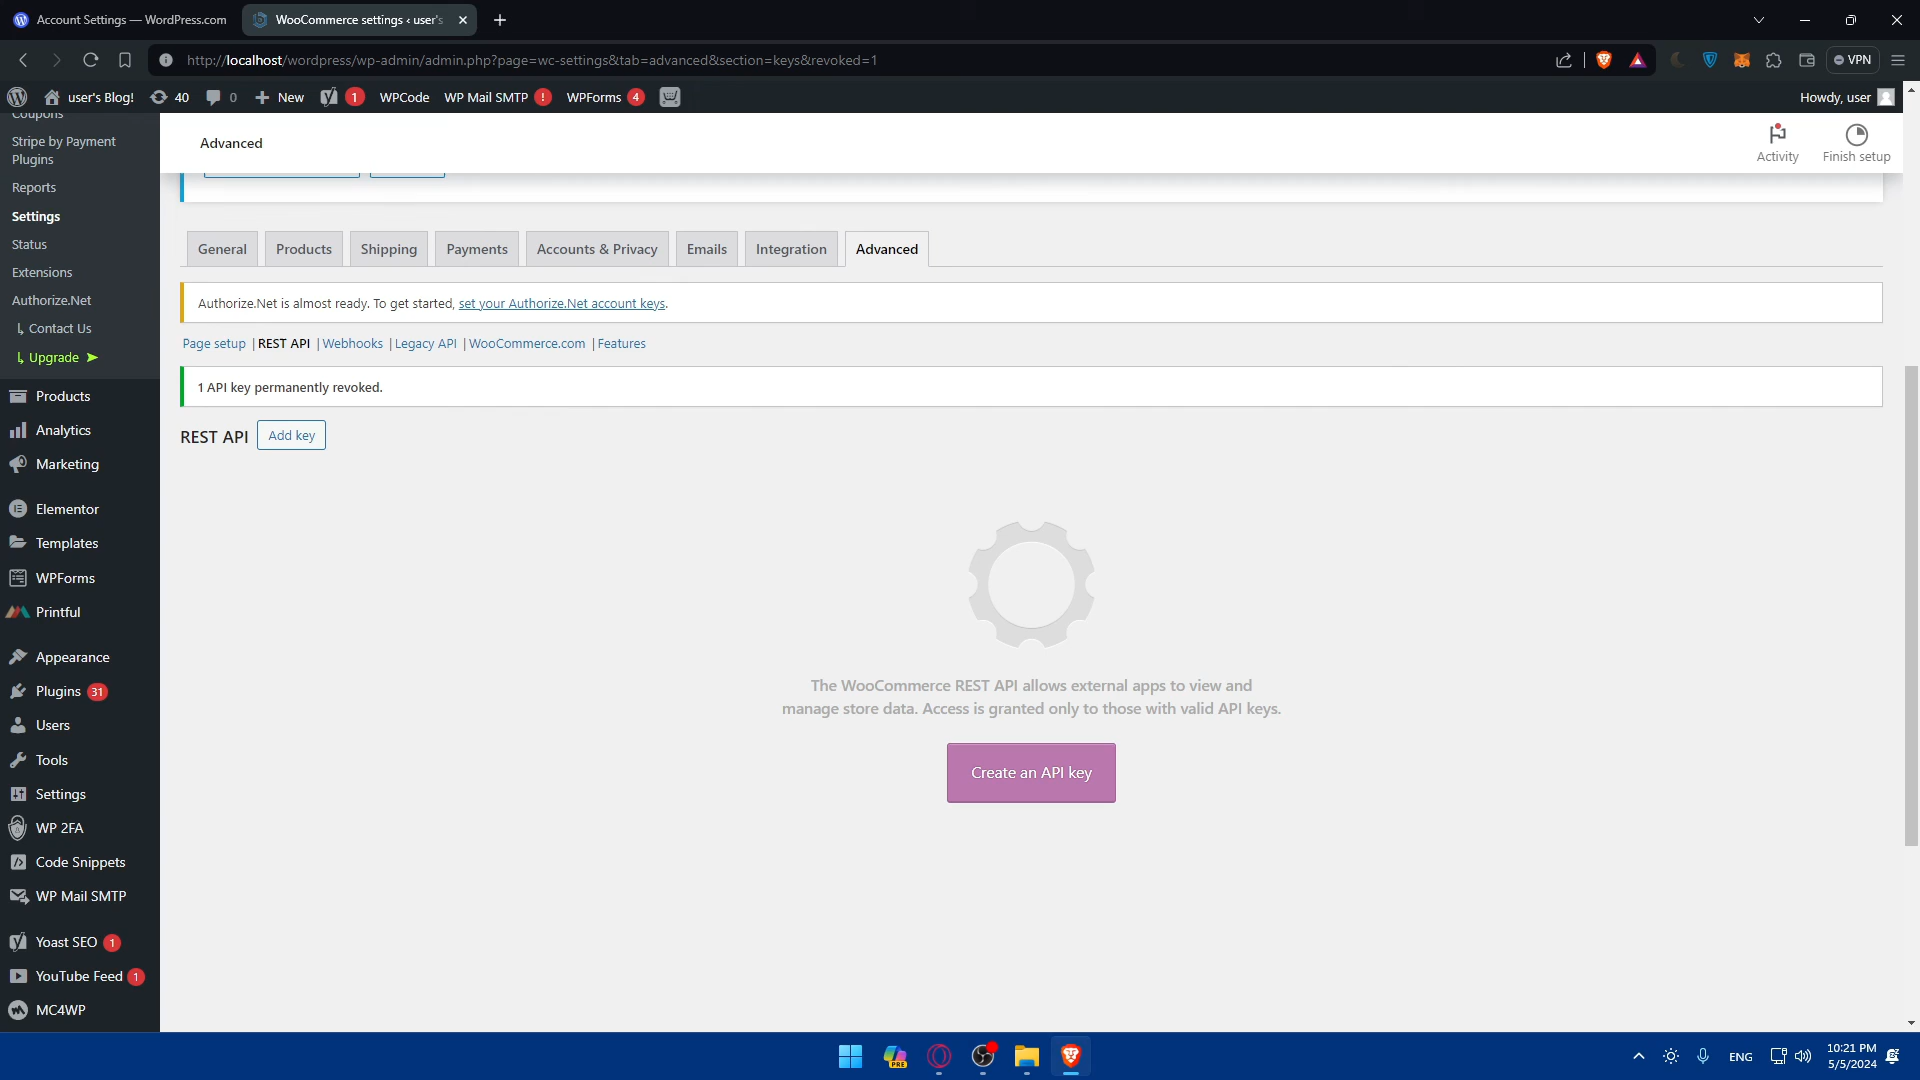 Account Settings — WordPress.com
WooCommerce settings ‹ user's
http://localhost/wordpress/wp-admin/admin.php?page=wc-settings&tab=advanced&section=keys&revoked=1
VPN
user's Blog!
40
0
New
1
WPCode
WP Mail SMTP !
WPForms 4
Howdy, user
Coupons
Stripe by Payment
Plugins
Reports
Settings
Status
Extensions
Authorize.Net
↳ Contact Us
↳ Upgrade ➤
Products
Analytics
Marketing
Elementor
Templates
WPForms
Printful
Appearance
Plugins 31
Users
Tools
Settings
WP 2FA
Code Snippets
WP Mail SMTP
Yoast SEO 1
YouTube Feed 1
MC4WP
Advanced
Activity
Finish setup
General
Products
Shipping
Payments
Accounts & Privacy
Emails
Integration
Advanced
Authorize.Net is almost ready. To get started, set your Authorize.Net account keys.
Page setup | REST API | Webhooks | Legacy API | WooCommerce.com | Features
1 API key permanently revoked.
REST API
Add key
The WooCommerce REST API allows external apps to view and
manage store data. Access is granted only to those with valid API keys.
Create an API key
PRE
ENG
10:21 PM
5/5/2024